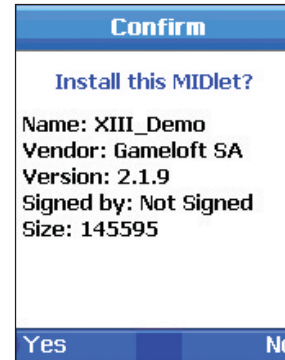 Confirm
Install this MIDlet?
Name: XIII_Demo
Vendor: Gameloft SA
Version: 2.1.9
Signed by: Not Signed
Size: 145595
Yes No